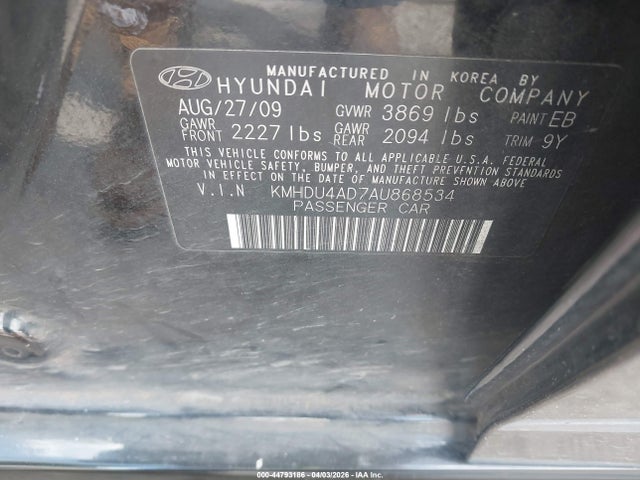 MANUFACTURED IN KOREA BY
HYUNDAI MOTOR COMPANY
AUG/27/09 GVWR 3869 lbs PAINT EB
GAWR FRONT 2227 lbs GAWR REAR 2094 lbs TRIM 9Y
THIS VEHICLE CONFORMS TO ALL APPLICABLE U.S.A. FEDERAL
MOTOR VEHICLE SAFETY, BUMPER, AND THEFT PREVENTION STANDARDS
IN EFFECT ON THE DATE OF MANUFACTURE SHOWN ABOVE
V.I.N KMHDU4AD7AU868534
PASSENGER CAR
000-44793186 - 04/03/2026 - IAA Inc.